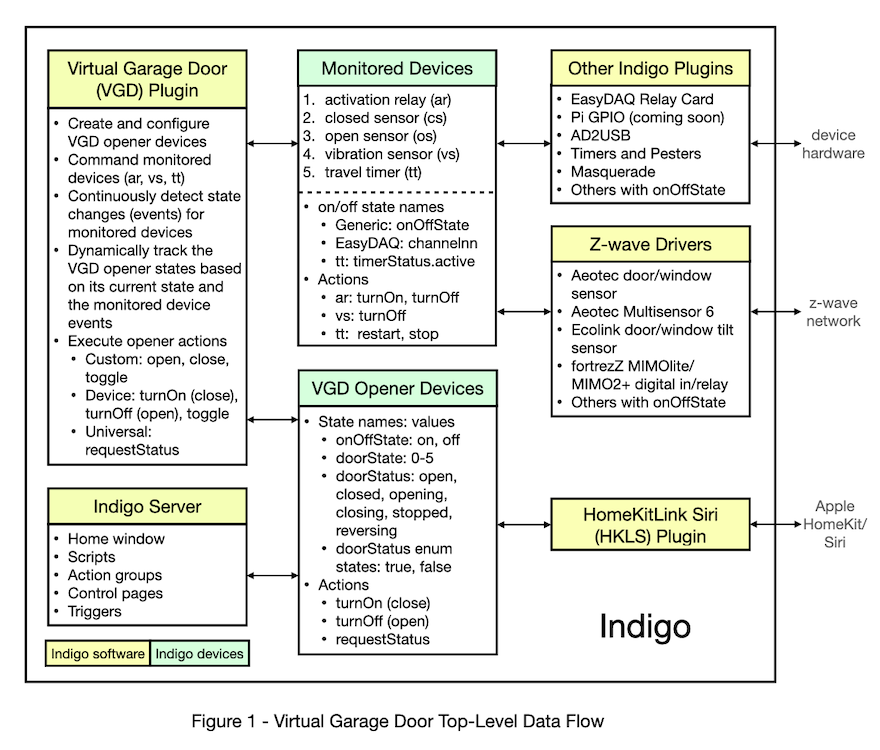 Virtual Garage Door
(VGD) Plugin
• Create and configure
VGD opener devices
• Command monitored
devices (ar, vs, tt)
• Continuously detect state
changes (events) for
monitored devices
• Dynamically track the
VGD opener states based
on its current state and
the monitored device
events
• Execute opener actions
• Custom: open, close,
toggle
• Device: turnOn (close),
turnOff (open), toggle
• Universal:
requestStatus
Indigo Server
• Home window
• Scripts
• Action groups
• Control pages
• Triggers
Indigo software
Indigo devices
Monitored Devices
1. activation relay (ar)
2. closed sensor (cs)
3. open sensor (os)
4. vibration sensor (vs)
5. travel timer (tt)
• on/off state names
• Generic: onOffState
• EasyDAQ: channelnn
• tt: timerStatus.active
• Actions
• ar: turnOn, turnOff
• vs: turnOff
• tt: restart, stop
VGD Opener Devices
• State names: values
• onOffState: on, off
• doorState: 0-5
• doorStatus: open,
closed, opening,
closing, stopped,
reversing
• doorStatus enum
states: true, false
• Actions
• turnOn (close)
• turnOff (open)
• requestStatus
Other Indigo Plugins
• EasyDAQ Relay Card
• Pi GPIO (coming soon)
• AD2USB
• Timers and Pesters
• Masquerade
• Others with onOffState
Z-wave Drivers
• Aeotec door/window
sensor
• Aeotec Multisensor 6
• Ecolink door/window tilt
sensor
• fortrezZ MIMOlite/
MIMO2+ digital in/relay
• Others with onOffState
HomeKitLink Siri
(HKLS) Plugin
Indigo
device
hardware
z-wave
network
Apple
HomeKit/
Siri
Figure 1 - Virtual Garage Door Top-Level Data Flow